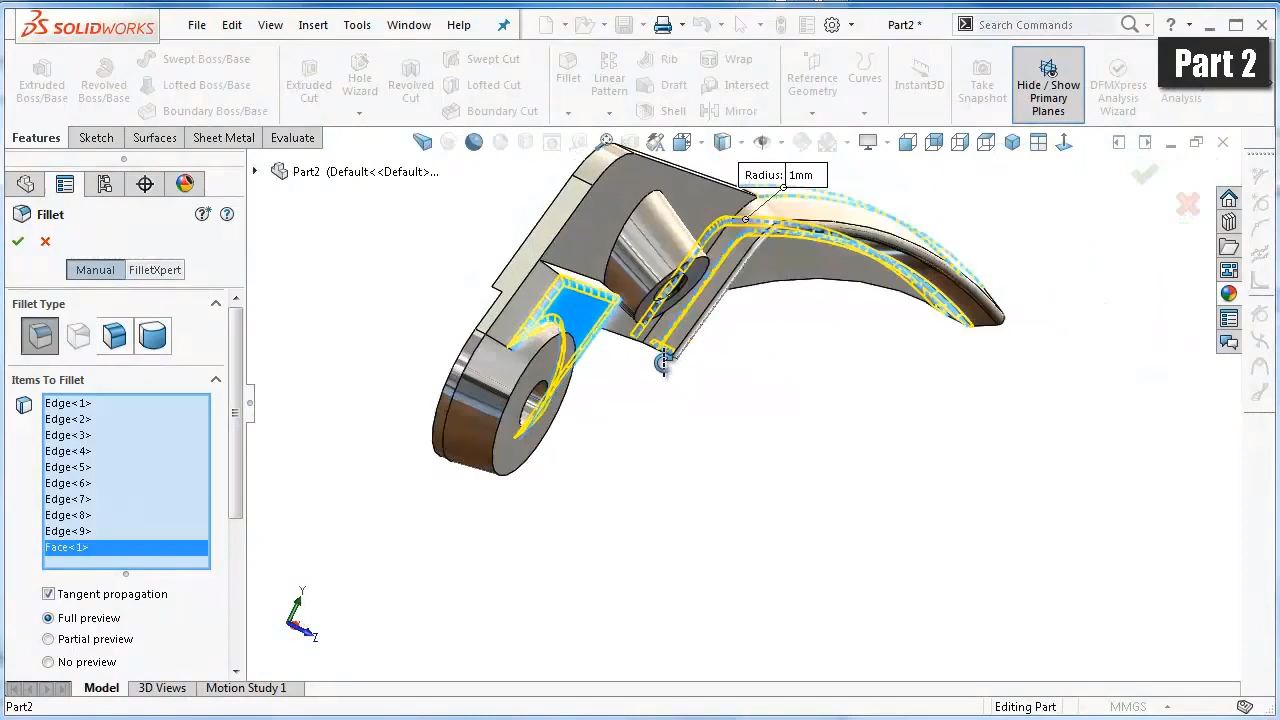 SOLIDWORKS
File Edit View Insert Tools Window Help
Part2 *
Search Commands
Part 2
Extruded Boss/Base
Revolved Boss/Base
Swept Boss/Base
Lofted Boss/Base
Boundary Boss/Base
Extruded Cut
Hole Wizard
Revolved Cut
Swept Cut
Lofted Cut
Boundary Cut
Fillet
Linear Pattern
Rib
Draft
Shell
Wrap
Intersect
Mirror
Reference Geometry
Curves
Instant3D
Take Snapshot
Hide / Show Primary Planes
DFMXpress Analysis Wizard
Analysis
Features Sketch Surfaces Sheet Metal Evaluate
Part2 (Default<<Default>...
Radius: 1mm
Fillet
Manual FilletXpert
Fillet Type
Items To Fillet
Edge<1>
Edge<2>
Edge<3>
Edge<4>
Edge<5>
Edge<6>
Edge<7>
Edge<8>
Edge<9>
Face<1>
Tangent propagation
Full preview
Partial preview
No preview
Y
Z
Model 3D Views Motion Study 1
Part2
Editing Part
MMGS